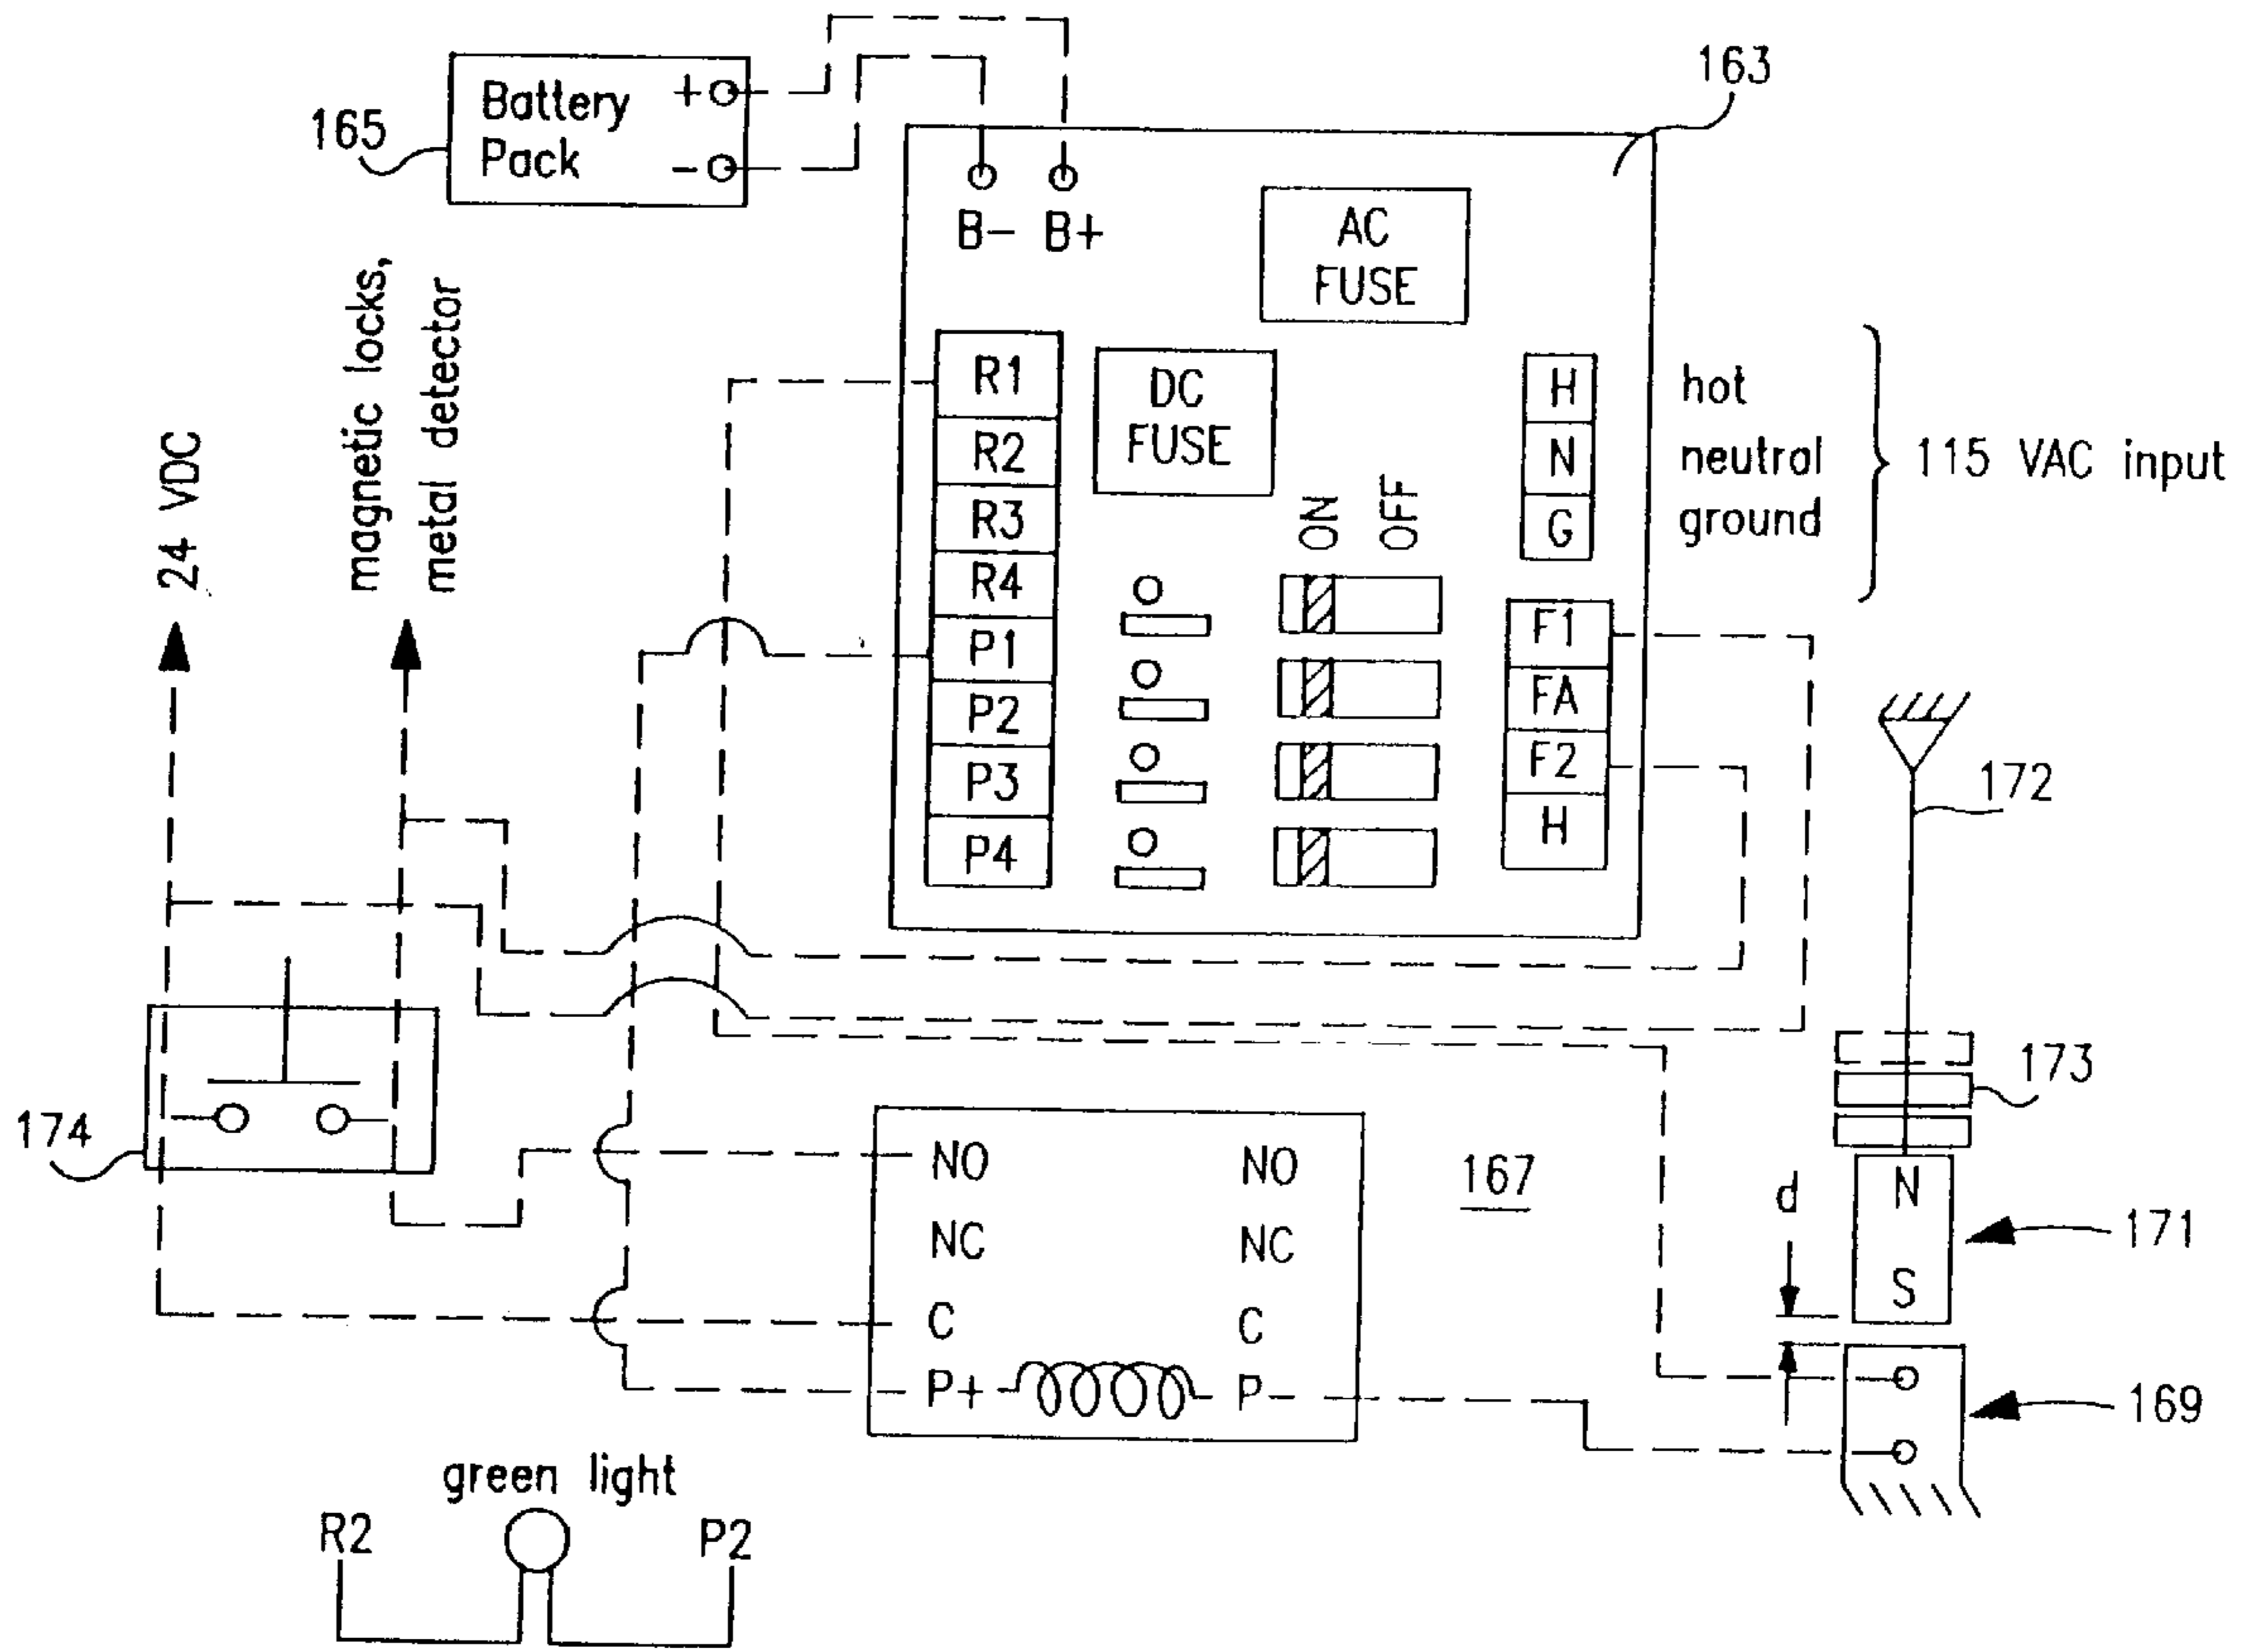 163
Battery
Pack
+
-
165
B- B+
AC
FUSE
magnetic locks,
metal detector
24 VDC
R1
R2
R3
R4
P1
P2
P3
P4
DC
FUSE
ON
OFF
H
N
G
hot
neutral
ground
115 VAC input
F1
FA
F2
H
172
173
174
NO
NC
C
P+
NO
NC
C
P-
167
d
N
S
171
169
green light
R2
P2